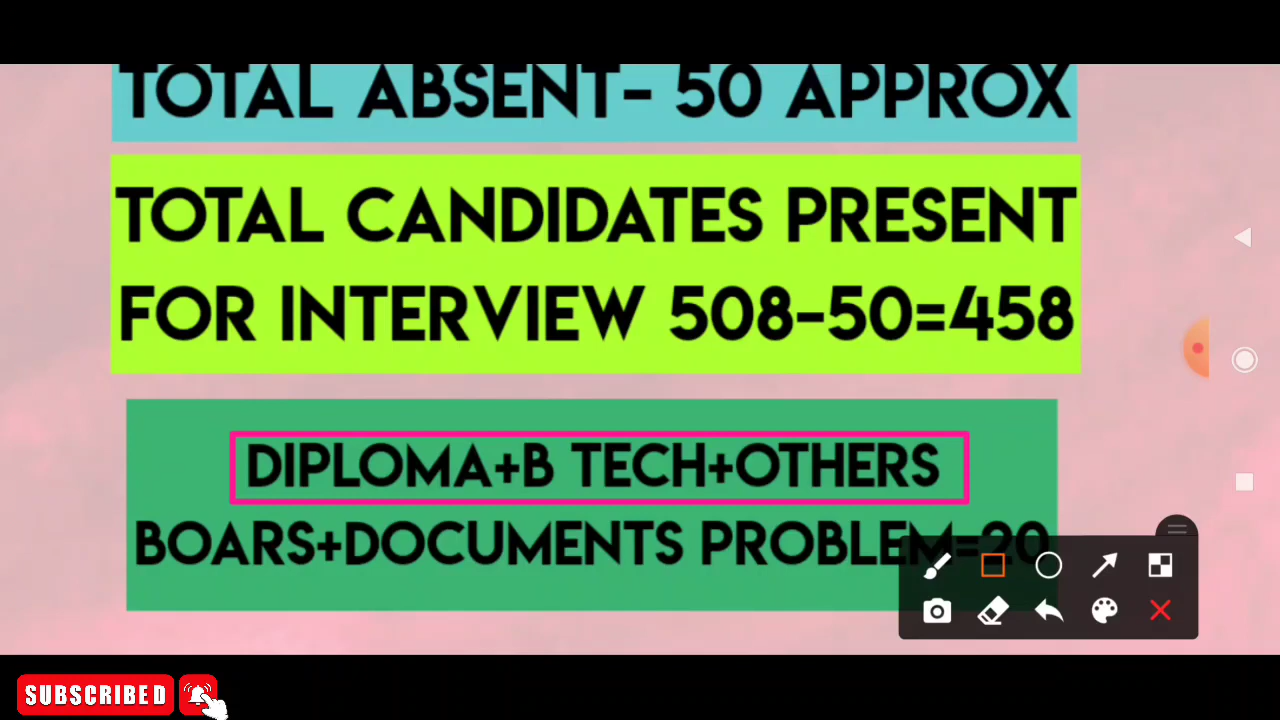 TOTAL ABSENT- 50 APPROX
TOTAL CANDIDATES PRESENT
FOR INTERVIEW 508-50=458
DIPLOMA+B TECH+OTHERS
BOARS+DOCUMENTS PROBLEM=20
SUBSCRIBED